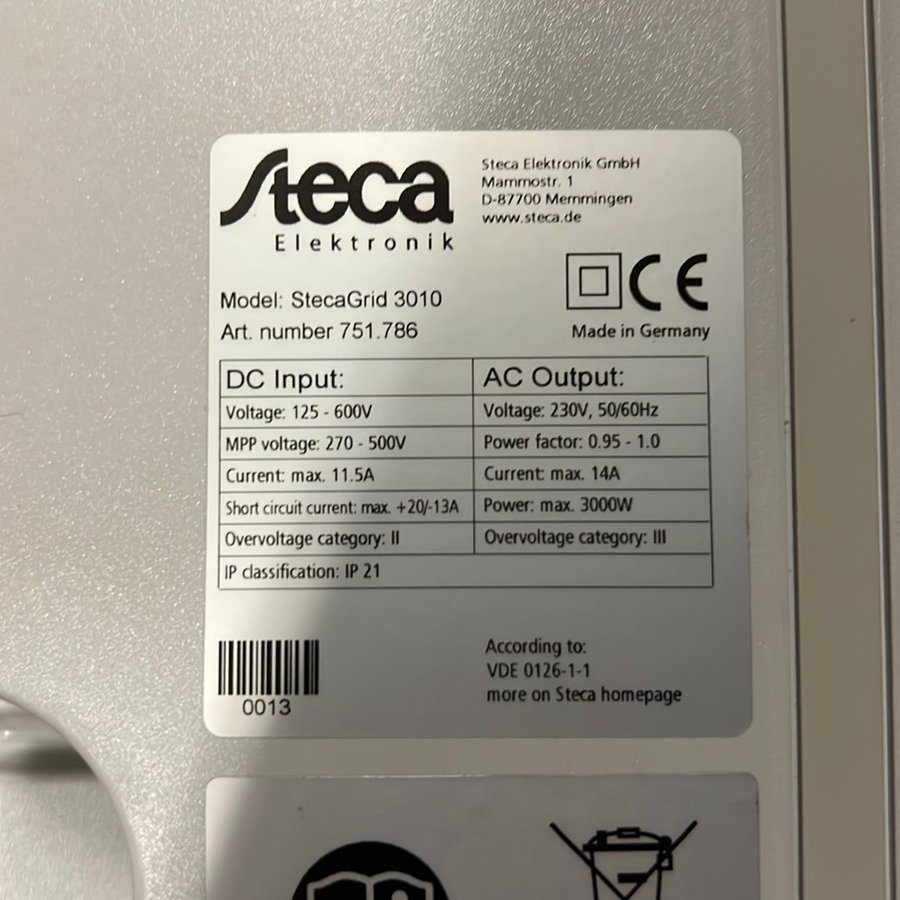 Steca
Elektronik
Steca Elektronik GmbH
Mammostr. 1
D-87700 Memmingen
www.steca.de
CE
Model: StecaGrid 3010
Art. number 751.786
Made in Germany
DC Input:
Voltage: 125 - 600V
MPP voltage: 270 - 500V
Current: max. 11.5A
Short circuit current: max. +20/-13A
Overvoltage category: II
IP classification: IP 21
AC Output:
Voltage: 230V, 50/60Hz
Power factor: 0.95 - 1.0
Current: max. 14A
Power: max. 3000W
Overvoltage category: III
0013
According to:
VDE 0126-1-1
more on Steca homepage